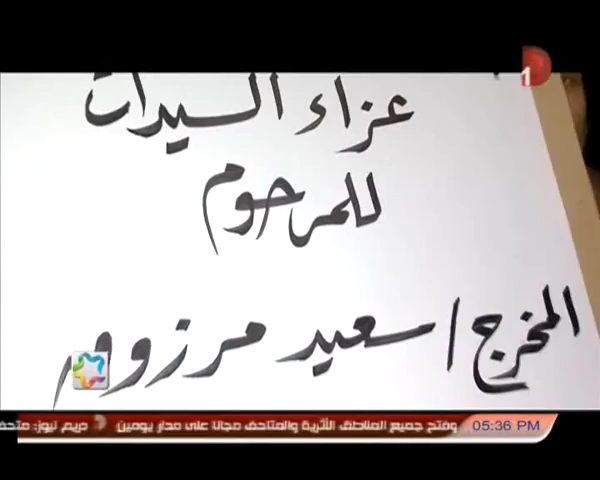 1
عزاء السيدات
للمرحوم
المخرج / سعيد مرزوق
05:36 PM وفتح جميع المناطق الأثرية والمتاحف مجانا على مدار يومين دريم نيوز: